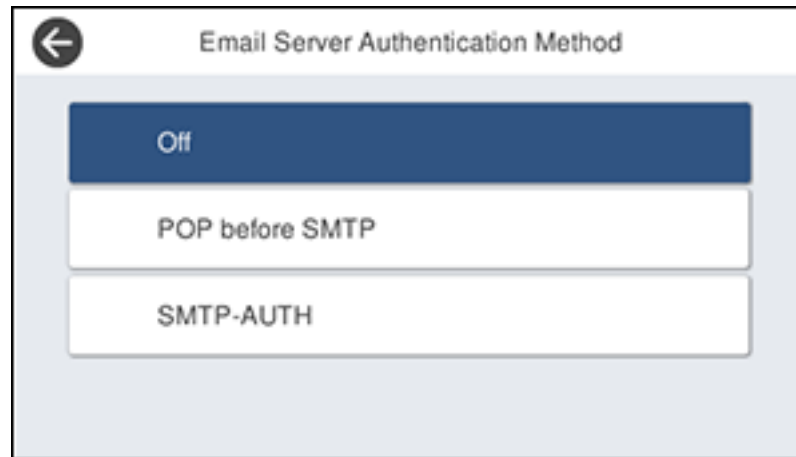 Email Server Authentication Method
Off
POP before SMTP
SMTP-AUTH